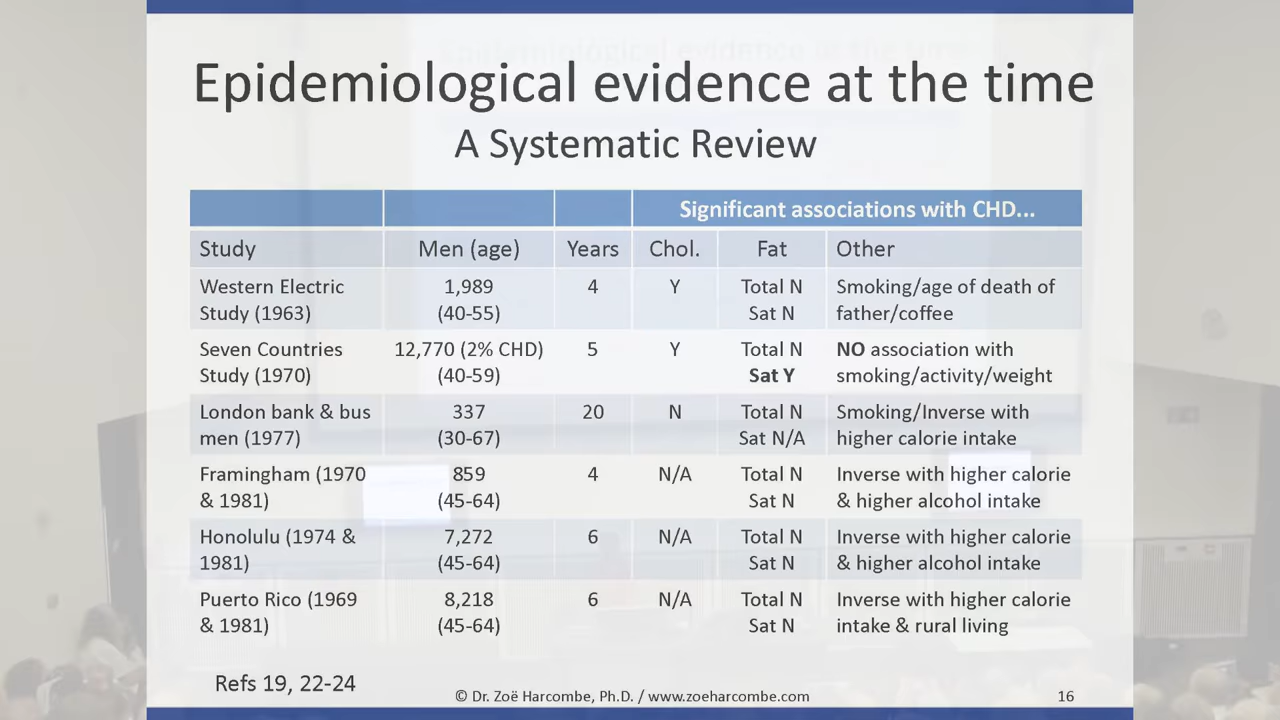 Epidemiological evidence at the time
A Systematic Review
Significant associations with CHD...
Study Men (age) Years Chol. Fat Other
Western Electric 1,989 4 Y Total N Smoking/age of death of
Study (1963) (40-55) Sat N father/coffee
Seven Countries 12,770 (2% CHD) 5 Y Total N NO association with
Study (1970) (40-59) Sat Y smoking/activity/weight
London bank & bus 337 20 N Total N Smoking/Inverse with
men (1977) (30-67) Sat N/A higher calorie intake
Framingham (1970 859 4 N/A Total N Inverse with higher calorie
& 1981) (45-64) Sat N & higher alcohol intake
Honolulu (1974 & 7,272 6 N/A Total N Inverse with higher calorie
1981) (45-64) Sat N & higher alcohol intake
Puerto Rico (1969 8,218 6 N/A Total N Inverse with higher calorie
& 1981) (45-64) Sat N intake & rural living
Refs 19, 22-24
© Dr. Zoë Harcombe, Ph.D. / www.zoeharcombe.com 16